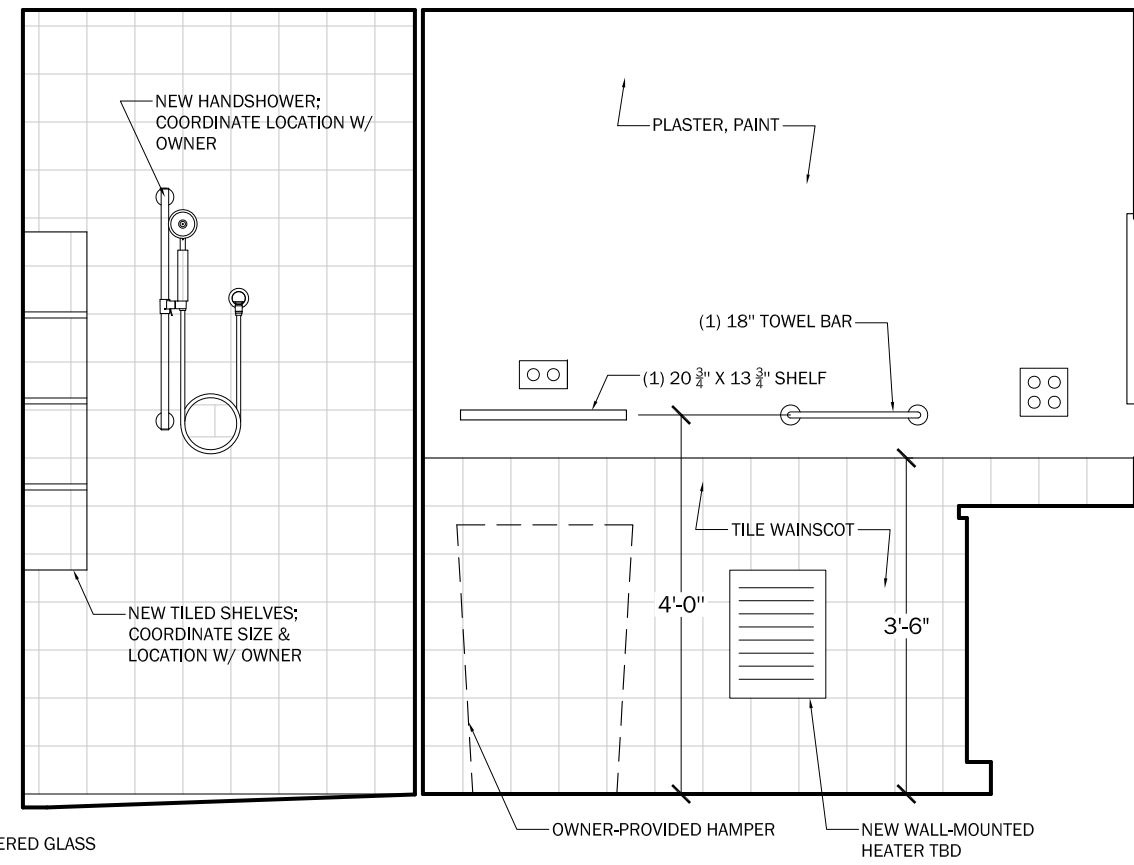 NEW HANDSHOWER;
COORDINATE LOCATION W/
OWNER
PLASTER, PAINT
(1) 18" TOWEL BAR
(1) 20 3/4" X 13 3/4" SHELF
TILE WAINSCOT
4'-0"
3'-6"
NEW TILED SHELVES;
COORDINATE SIZE &
LOCATION W/ OWNER
OWNER-PROVIDED HAMPER
NEW WALL-MOUNTED
HEATER TBD
ERED GLASS